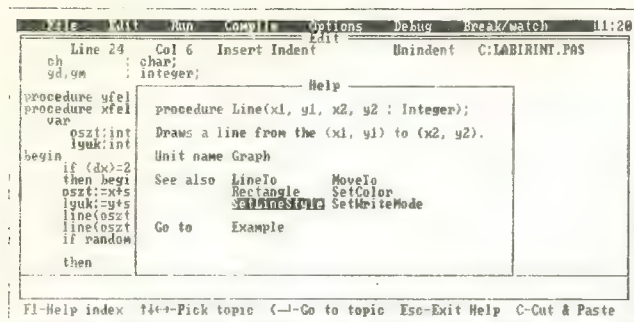 File Edit Run Compile Options Debug Break/watch 11:20
Edit
Line 24 Col 6 Insert Indent Unindent C:LABIRINT.PAS
ch : char;
gd,gm : integer;
Help
procedure yfel
procedure xfel
procedure Line(x1, y1, x2, y2 : Integer);
var
Draws a line from the (x1, y1) to (x2, y2).
oszt:int
lyuk:int
begin
Unit name Graph
if (dx>=2
then begi
See also LineTo MoveTo
oszt:=x+s
Rectangle SetColor
lyuk:=y+s
SetLineStyle SetWriteMode
line(oszt
line(oszt
Go to Example
if random
then
F1-Help index ↑↓←→-Pick topic ⟨─┘-Go to topic Esc-Exit Help C-Cut & Paste